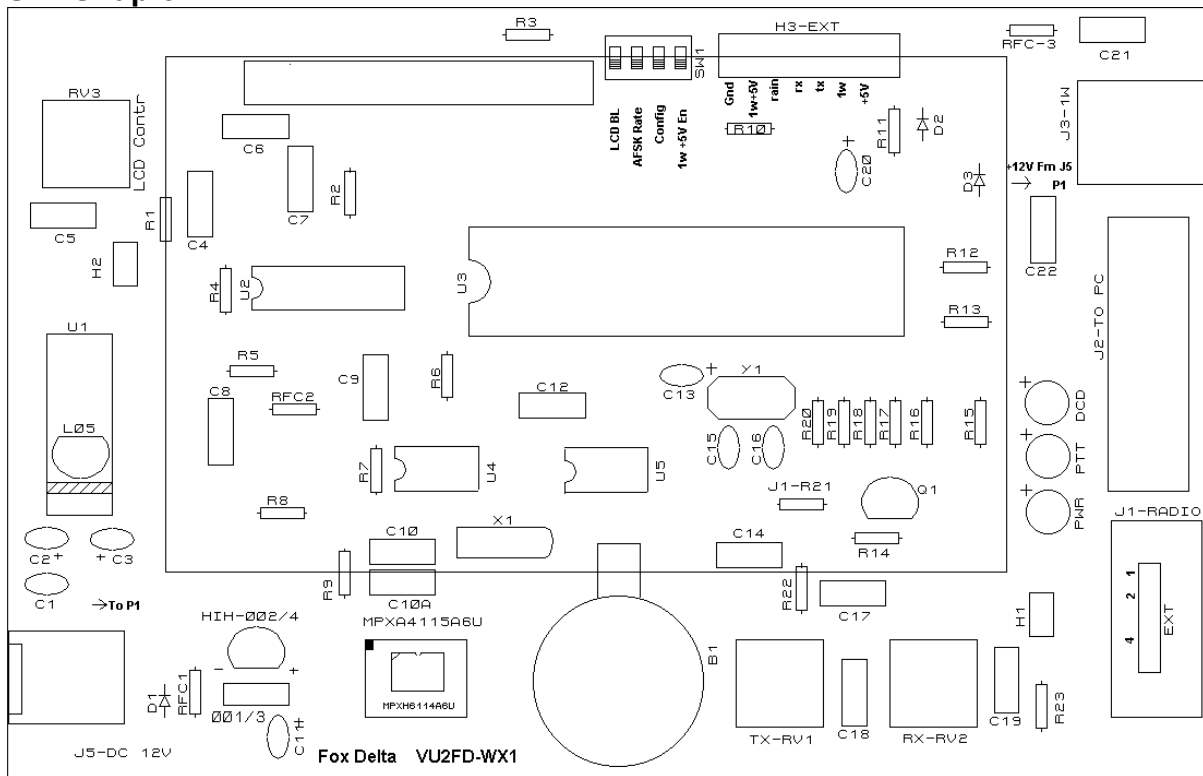 R3
H3-EXT
RFC-3
C21
SW1
RV3
LCD Contr
C6
LCD BL
AFSK Rate
Config
1w +5V En
Gnd
1w+5V
rain
rx
tx
1w
+5V
R10
R11
D2
J3-1W
C7
R2
C20
D3
+12V Fm J5
P1
C5
R1
C4
H2
C22
R4
U2
U3
R12
R13
U1
J2-TO PC
R5
C9
R6
C13
+
Y1
C8
RFC2
C12
+
DCD
L05
R20
R19
R18
R17
R16
R15
C15
C16
+
PTT
R7
U4
U5
J1-R21
Q1
+
PWR
R8
J1-RADIO
C2
+
+
C3
C10
X1
C14
R14
C1
To P1
R9
C10A
R22
C17
1
2
4
EXT
HIH-002/4
MPXA4115A6U
H1
-
+
D1
RFC1
001/3
MPXH6114A6U
B1
C11
+
J5-DC 12V
TX-RV1
C18
RX-RV2
C19
R23
Fox Delta VU2FD-WX1